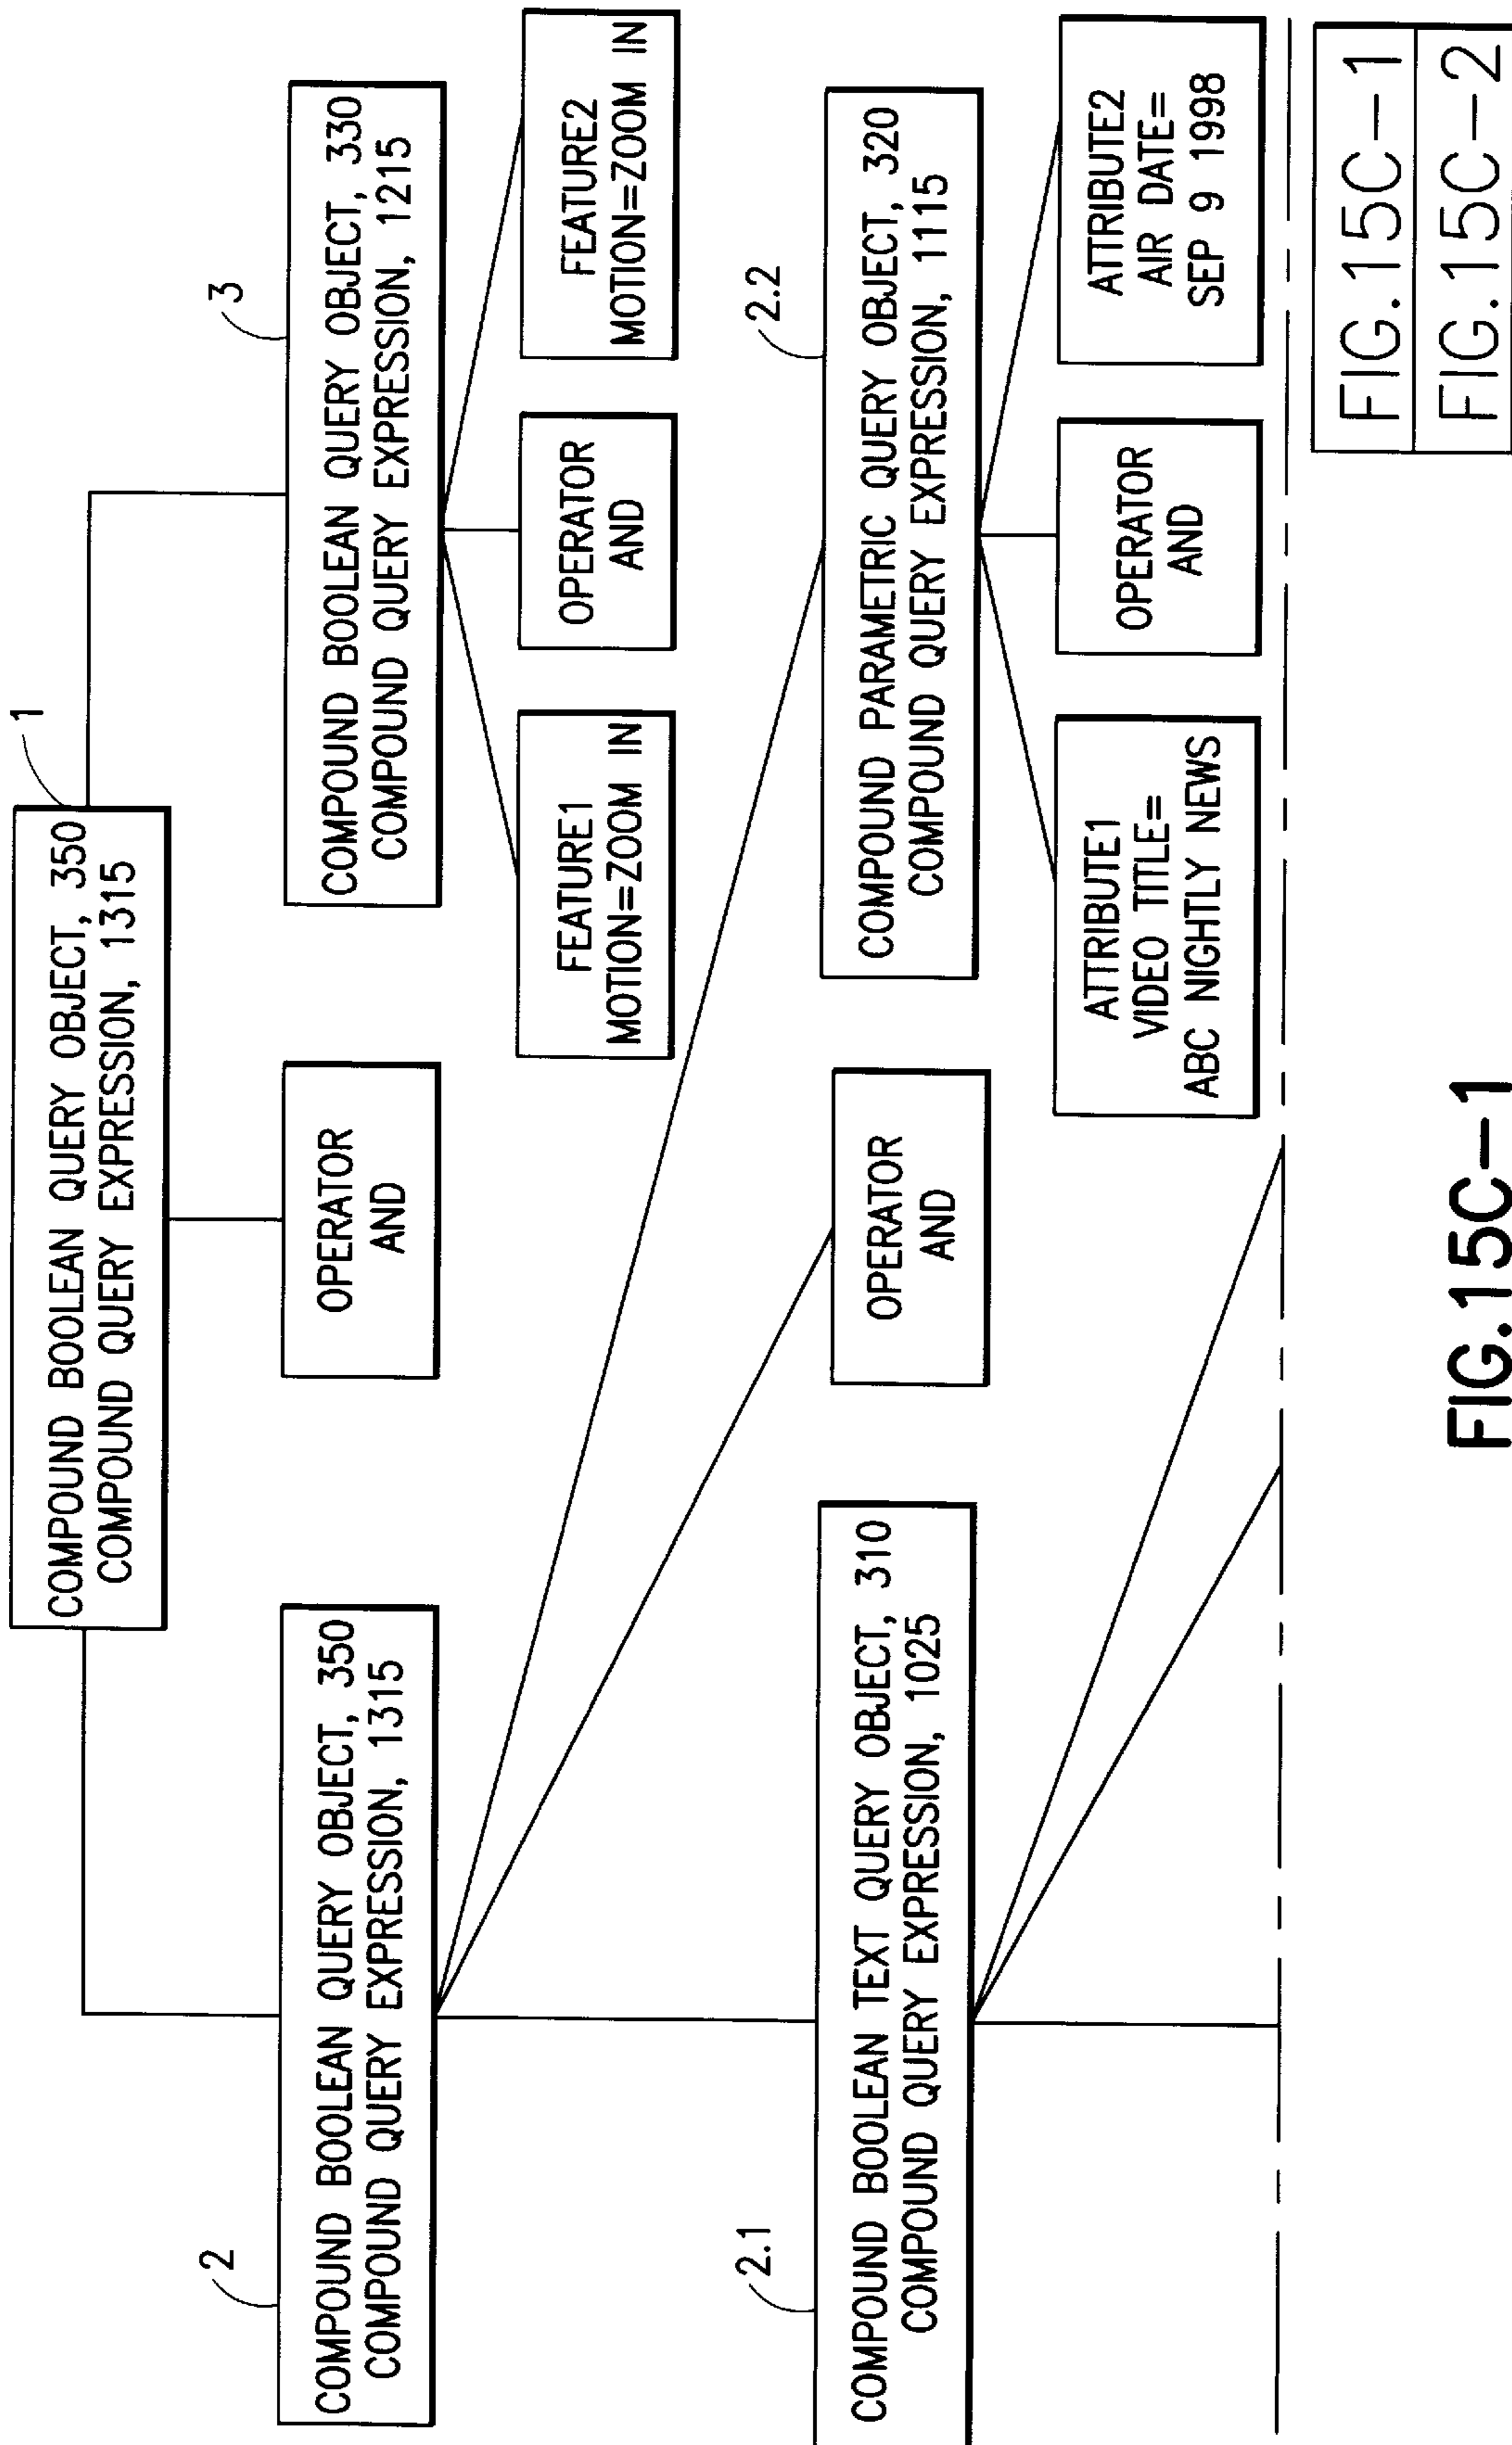 1
COMPOUND BOOLEAN QUERY OBJECT, 350
COMPOUND QUERY EXPRESSION, 1315
2
COMPOUND BOOLEAN QUERY OBJECT, 350
COMPOUND QUERY EXPRESSION, 1315
OPERATOR
AND
3
COMPOUND BOOLEAN QUERY OBJECT, 330
COMPOUND QUERY EXPRESSION, 1215
FEATURE1
MOTION=ZOOM IN
OPERATOR
AND
FEATURE2
MOTION=ZOOM IN
2.1
COMPOUND BOOLEAN TEXT QUERY OBJECT, 310
COMPOUND QUERY EXPRESSION, 1025
OPERATOR
AND
2.2
COMPOUND PARAMETRIC QUERY OBJECT, 320
COMPOUND QUERY EXPRESSION, 1115
ATTRIBUTE1
VIDEO TITLE=
ABC NIGHTLY NEWS
OPERATOR
AND
ATTRIBUTE2
AIR DATE=
SEP 9 1998
FIG.15C-1
FIG.15C-2
FIG.15C-1